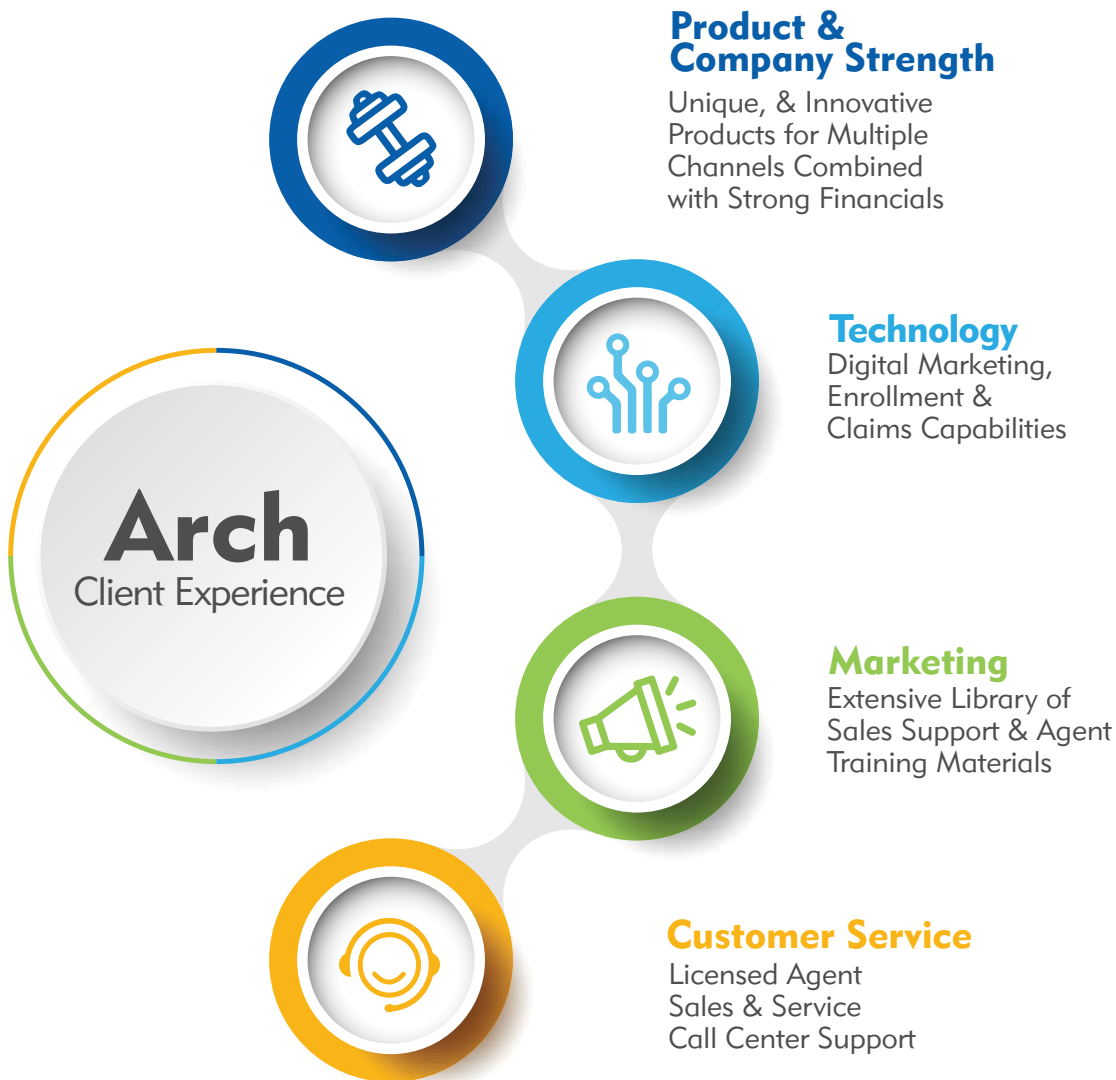 Product &
Company Strength
Unique, & Innovative
Products for Multiple
Channels Combined
with Strong Financials
Technology
Digital Marketing,
Enrollment &
Claims Capabilities
Arch
Client Experience
Marketing
Extensive Library of
Sales Support & Agent
Training Materials
Customer Service
Licensed Agent
Sales & Service
Call Center Support